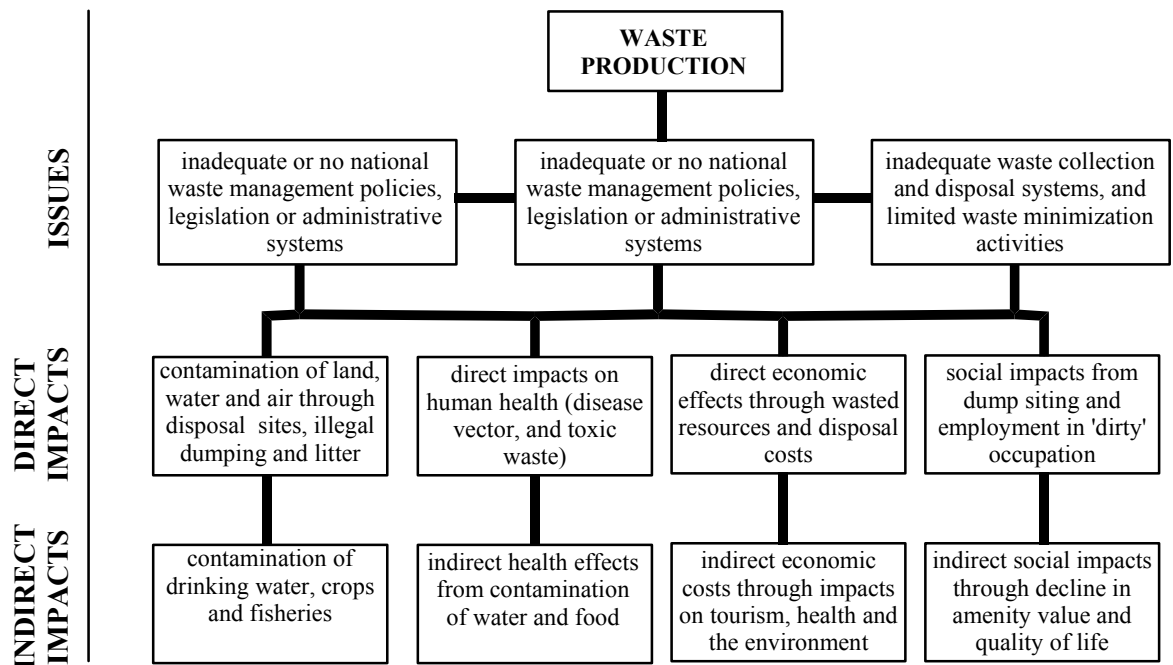 WASTE
PRODUCTION
ISSUES
inadequate or no national
waste management policies,
legislation or administrative
systems
inadequate or no national
waste management policies,
legislation or administrative
systems
inadequate waste collection
and disposal systems, and
limited waste minimization
activities
DIRECT
IMPACTS
contamination of land,
water and air through
disposal sites, illegal
dumping and litter
direct impacts on
human health (disease
vector, and toxic
waste)
direct economic
effects through wasted
resources and disposal
costs
social impacts from
dump siting and
employment in 'dirty'
occupation
INDIRECT
IMPACTS
contamination of
drinking water, crops
and fisheries
indirect health effects
from contamination
of water and food
indirect economic
costs through impacts
on tourism, health and
the environment
indirect social impacts
through decline in
amenity value and
quality of life